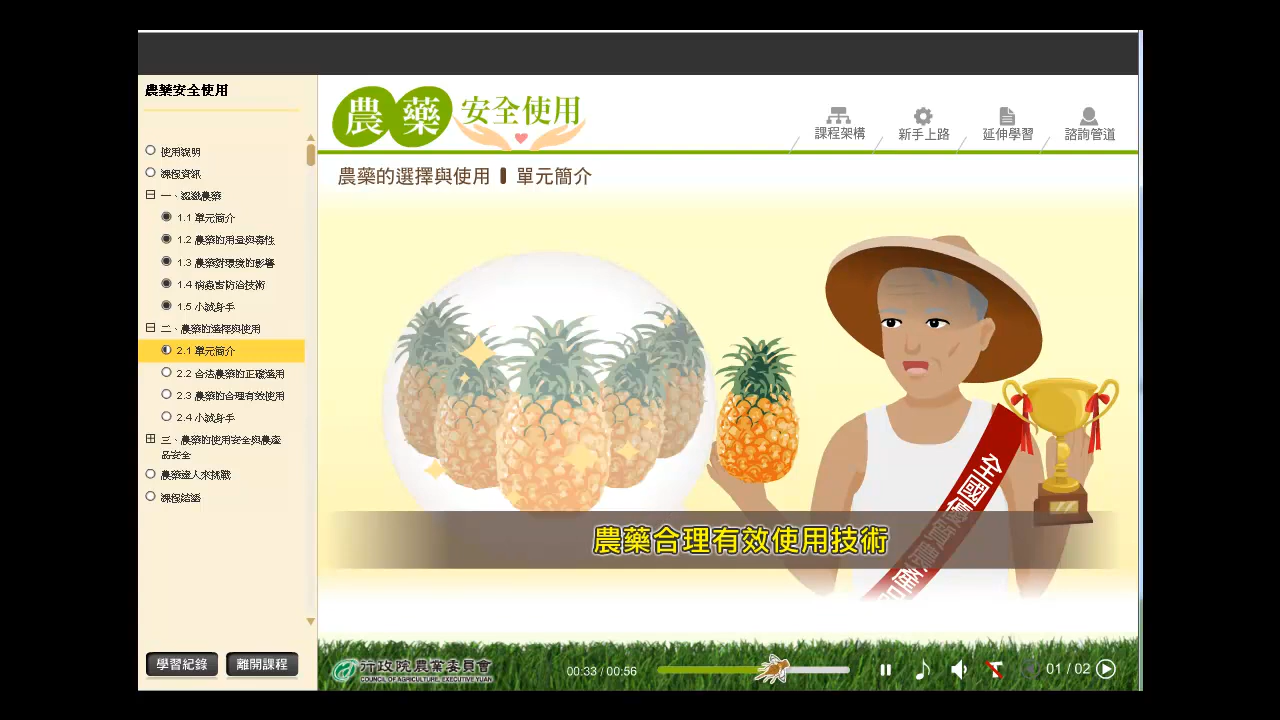 農藥安全使用
使用說明
課程資訊
一、認識農藥
1.1 單元簡介
1.2 農藥的用量與毒性
1.3 農藥對環境的影響
1.4 病蟲害防治技術
1.5 小試身手
二、農藥的選擇與使用
2.1 單元簡介
2.2 合法農藥的正確選用
2.3 農藥的合理有效使用
2.4 小試身手
三、農藥的使用安全與農產
品安全
農藥達人來挑戰
課程結語
學習紀錄 離開課程
農藥 安全使用
課程架構 新手上路 延伸學習 諮詢管道
農藥的選擇與使用 單元簡介
全國優質農產品
農藥合理有效使用技術
行政院農業委員會
COUNCIL OF AGRICULTURE, EXECUTIVE YUAN
00:33 / 00:56
01 / 02